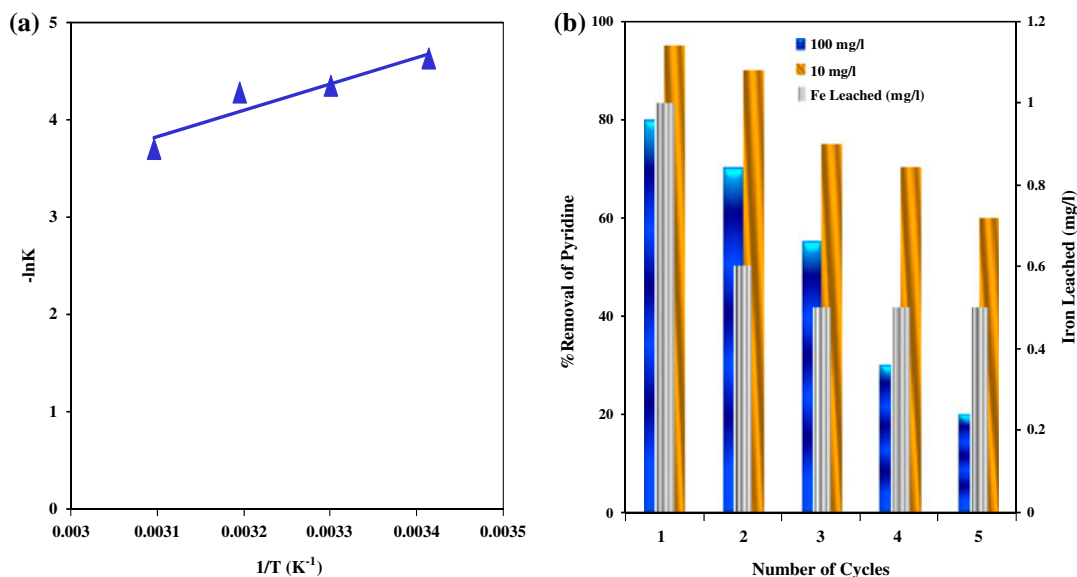 (a)
5
4
3
2
1
0
-lnK
0.003 0.0031 0.0032 0.0033 0.0034 0.0035
1/T (K-1)
(b)
100
80
60
40
20
0
% Removal of Pyridine
100 mg/l
10 mg/l
Fe Leached (mg/l)
1.2
1
0.8
0.6
0.4
0.2
0
Iron Leached (mg/l)
1 2 3 4 5
Number of Cycles